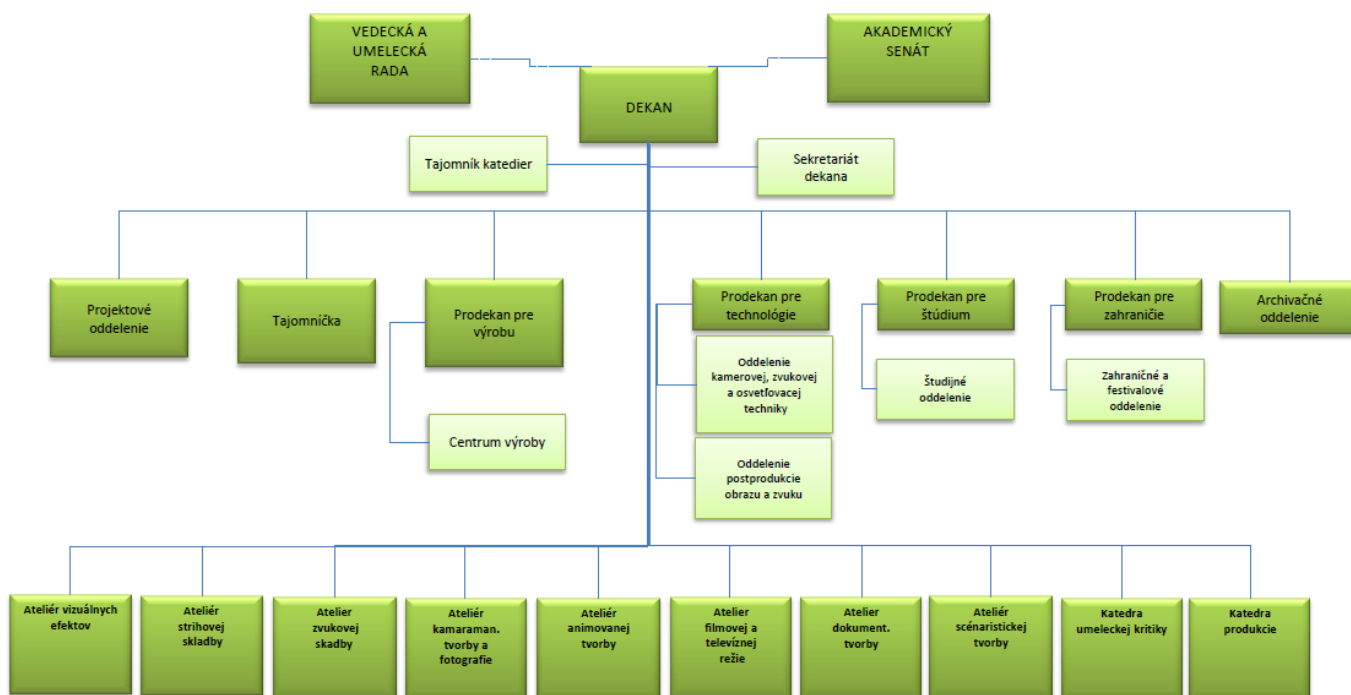 VEDECKÁ A
UMELECKÁ
RADA
AKADEMICKÝ
SENÁT
DEKAN
Tajomník katedier
Sekretariát
dekana
Projektové
oddelenie
Tajomníčka
Prodekan pre
výrobu
Prodekan pre
technológie
Prodekan pre
štúdium
Prodekan pre
zahraničie
Archivačné
oddelenie
Oddelenie
kamerovej, zvukovej
a osvetľovacej
techniky
Študijné
oddelenie
Zahraničné a
festivalové
oddelenie
Centrum výroby
Oddelenie
postprodukcie
obrazu a zvuku
Ateliér vizuálnych
efektov
Ateliér
strihovej
skladby
Atelier
zvukovej
skadby
Ateliér
kamaraman.
tvorby a
fotografie
Ateliér
animovanej
tvorby
Atelier
filmovej a
televíznej
režie
Atelier
dokument.
tvorby
Ateliér
scénaristickej
tvorby
Katedra
umeleckej kritiky
Katedra
produkcie